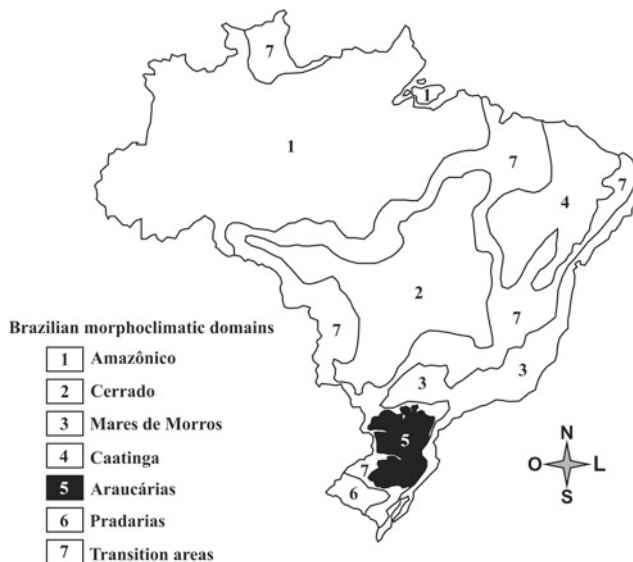 7
1
1
7
7
4
2
7
7
3
3
5
7
6
Brazilian morphoclimatic domains
1 Amazônico
2 Cerrado
3 Mares de Morros
4 Caatinga
5 Araucárias
6 Pradarias
7 Transition areas
N
O L
S